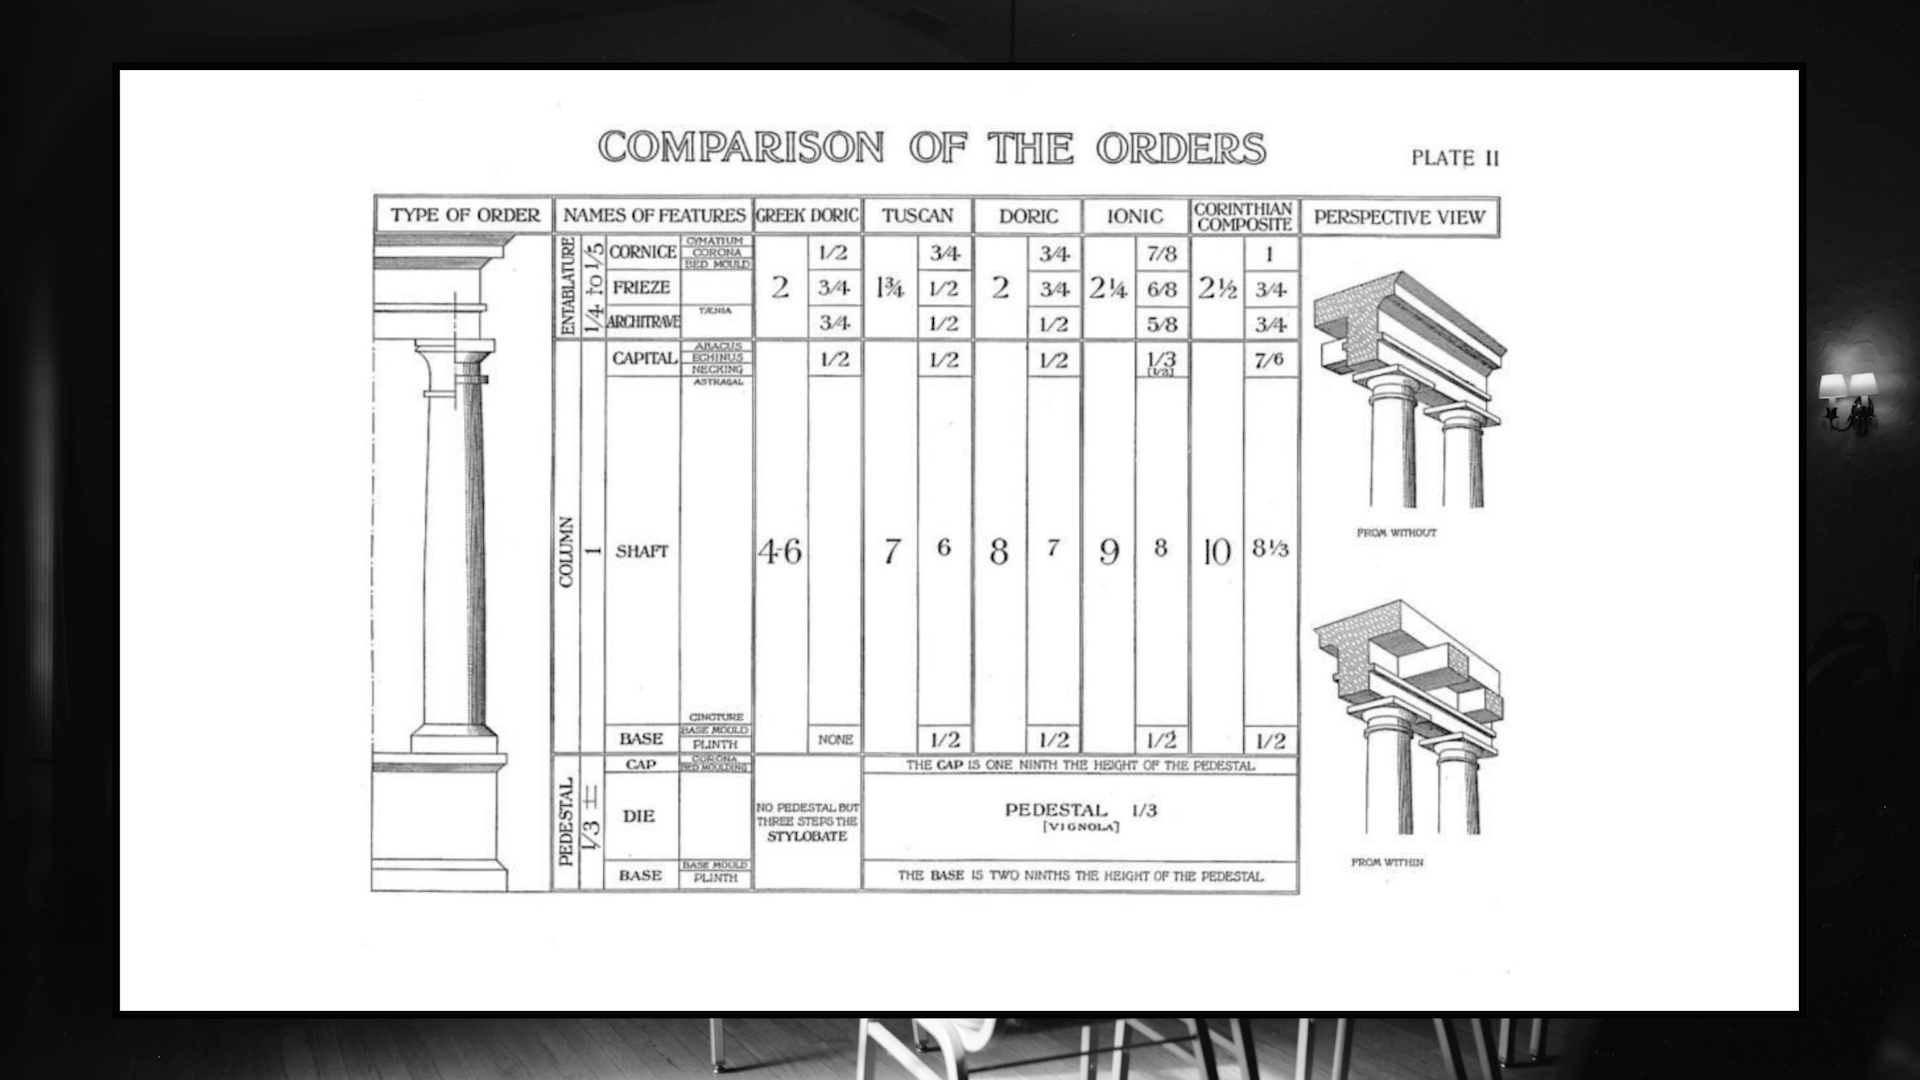 COMPARISON OF THE ORDERS
PLATE II
TYPE OF ORDER
NAMES OF FEATURES
GREEK DORIC
TUSCAN
DORIC
IONIC
CORINTHIAN
COMPOSITE
PERSPECTIVE VIEW
ENTABLATURE
1/4 to 1/5
CORNICE
CYMATIUM
CORONA
BED MOULD
FRIEZE
TÆNIA
ARCHITRAVE
2
1/2
3/4
3/4
1¾
3/4
1/2
1/2
2
3/4
3/4
1/2
2¼
7/8
6/8
5/8
2½
1
3/4
3/4
COLUMN
1
CAPITAL
ABACUS
ECHINUS
NECKING
ASTRAGAL
1/2
1/2
1/2
1/3
[1/2]
7/6
SHAFT
4-6
7
6
8
7
9
8
10
8⅓
CINCTURE
BASE
BASE MOULD
PLINTH
NONE
1/2
1/2
1/2
1/2
PEDESTAL
1/3 ±
CAP
CORONA
BED MOULDING
THE CAP IS ONE NINTH THE HEIGHT OF THE PEDESTAL
DIE
NO PEDESTAL BUT
THREE STEPS THE
STYLOBATE
PEDESTAL 1/3
[VIGNOLA]
BASE
BASE MOULD
PLINTH
THE BASE IS TWO NINTHS THE HEIGHT OF THE PEDESTAL
FROM WITHOUT
FROM WITHIN